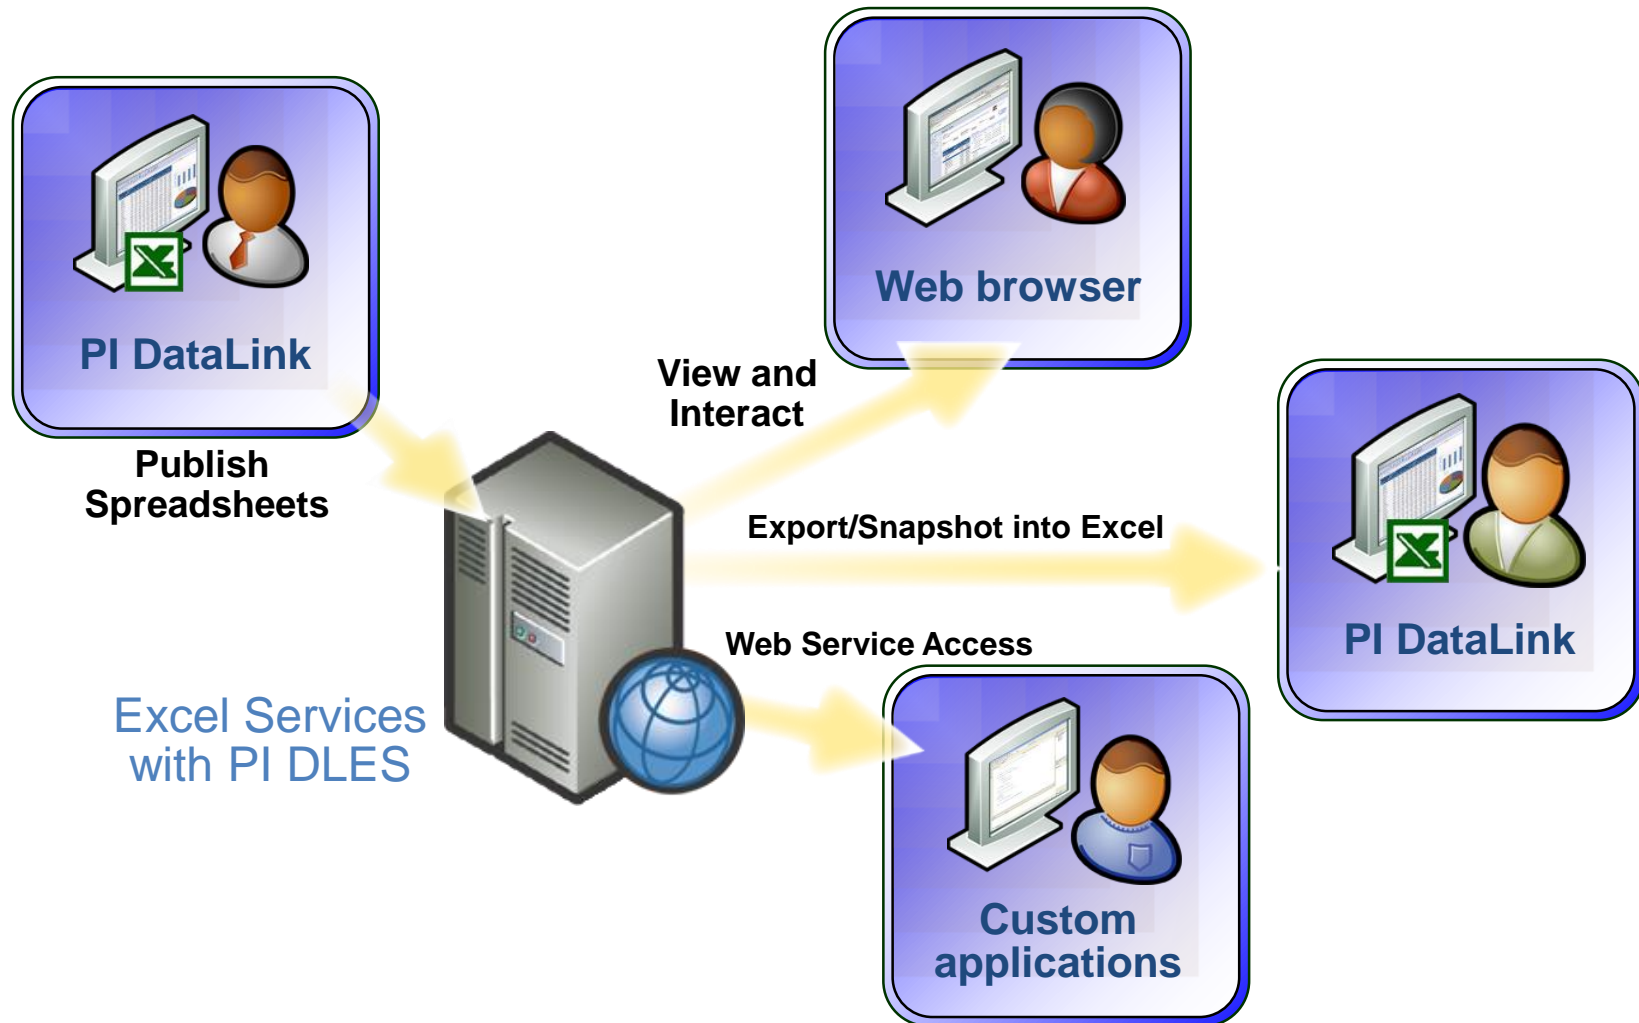 PI DataLink
Publish
Spreadsheets
Web browser
View and
Interact
Export/Snapshot into Excel
PI DataLink
Web Service Access
Excel Services
with PI DLES
Custom
applications